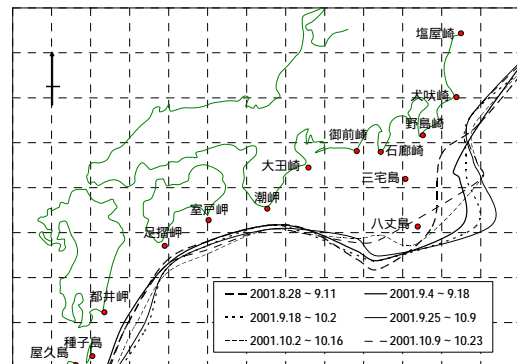 塩屋崎
犬吠崎
野島崎
御前崎
石廊崎
大王崎
三宅島
潮岬
室戸岬
八丈島
足摺岬
都井岬
種子島
屋久島
2001.8.28 ~ 9.11
2001.9.4 ~ 9.18
2001.9.18 ~ 10.2
2001.9.25 ~ 10.9
2001.10.2 ~ 10.16
2001.10.9 ~ 10.23